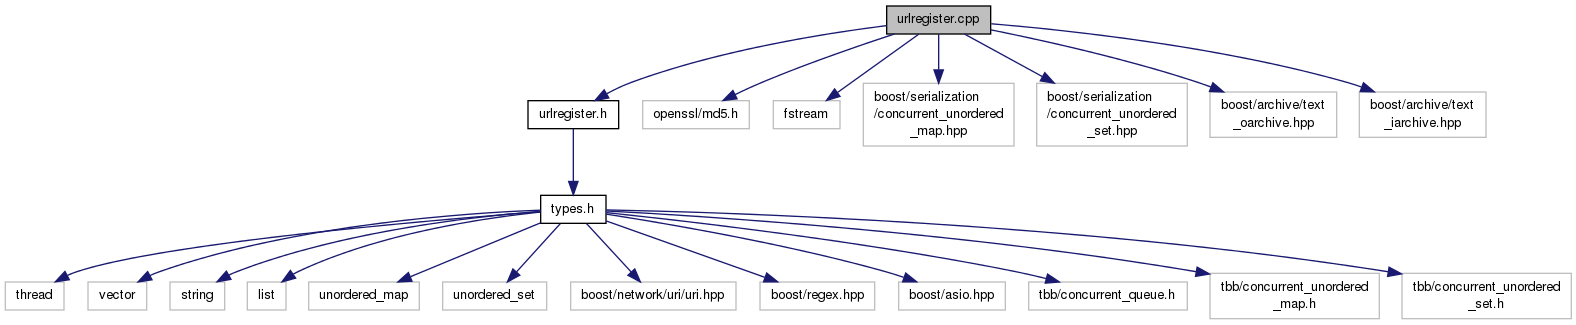 urlregister.cpp
urlregister.h
openssl/md5.h
fstream
boost/serialization
/concurrent_unordered
_map.hpp
boost/serialization
/concurrent_unordered
_set.hpp
boost/archive/text
_oarchive.hpp
boost/archive/text
_iarchive.hpp
types.h
thread
vector
string
list
unordered_map
unordered_set
boost/network/uri/uri.hpp
boost/regex.hpp
boost/asio.hpp
tbb/concurrent_queue.h
tbb/concurrent_unordered
_map.h
tbb/concurrent_unordered
_set.h